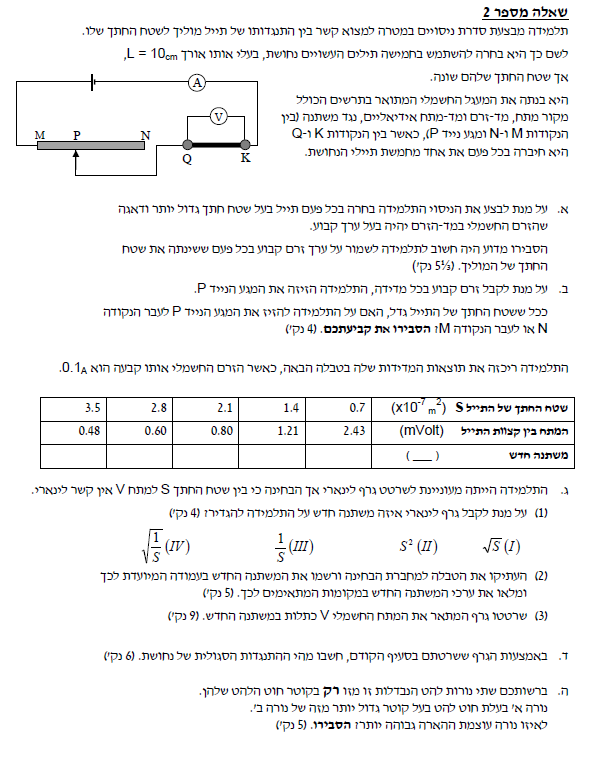 שאלה מספר 2
תלמידה מבצעת סדרת ניסויים במטרה למצוא קשר בין התנגדותו של תייל מוליך לשטח החתך שלו.
לשם כך היא בחרה להשתמש בחמישה תילים העשויים נחושת, בעלי אותו אורך L = 10cm,
אך שטח החתך שלהם שונה.
היא בנתה את המעגל החשמלי המתואר בתרשים הכולל
מקור מתח, מד-זרם ומד-מתח אידיאליים, נגד משתנה (בין
הנקודות M ו-N ומגע נייד P), כאשר בין הנקודות K ו-Q
היא חיברה בכל פעם את אחד מחמשת תיילי הנחושת.
A
V
M P N
Q K
א. על מנת לבצע את הניסוי התלמידה בחרה בכל פעם תייל בעל שטח חתך גדול יותר ודאגה
שהזרם החשמלי במד-הזרם יהיה בעל ערך קבוע.
הסבירו מדוע היה חשוב לתלמידה לשמור על ערך זרם קבוע בכל פעם ששינתה את שטח
החתך של המוליך. (5⅓ נק')
ב. על מנת לקבל זרם קבוע בכל מדידה, התלמידה הזיזה את המגע הנייד P.
ככל ששטח החתך של התייל גדל, האם על התלמידה להזיז את המגע הנייד P לעבר הנקודה
N או לעבר הנקודה M? הסבירו את קביעתכם. (4 נק')
התלמידה ריכזה את תוצאות המדידות שלה בטבלה הבאה, כאשר הזרם החשמלי אותו קבעה הוא 0.1A.
שטח החתך של התייל S (x10⁻⁷ m²) 0.7 1.4 2.1 2.8 3.5
המתח בין קצוות התייל (mVolt) 2.43 1.21 0.80 0.60 0.48
משתנה חדש (___)
ג. התלמידה הייתה מעוניינת לשרטט גרף לינארי אך הבחינה כי בין שטח החתך S למתח V אין קשר לינארי.
(1) על מנת לקבל גרף לינארי איזה משתנה חדש על התלמידה להגדיר? (4 נק')
√S (I) S² (II) 1/S (III) √(1/S) (IV)
(2) העתיקו את הטבלה למחברת הבחינה ורשמו את המשתנה החדש בעמודה המיועדת לכך
ומלאו את ערכי המשתנה החדש במקומות המתאימים לכך. (5 נק')
(3) שרטטו גרף המתאר את המתח החשמלי V כתלות במשתנה החדש. (9 נק')
ד. באמצעות הגרף ששרטתם בסעיף הקודם, חשבו מהי ההתנגדות הסגולית של נחושת. (6 נק')
ה. ברשותכם שתי נורות להט הנבדלות זו מזו רק בקוטר חוט הלהט שלהן.
נורה א' בעלת חוט להט בעל קוטר גדול יותר מזה של נורה ב'.
לאיזו נורה עוצמת ההארה גבוהה יותר? הסבירו. (5 נק')